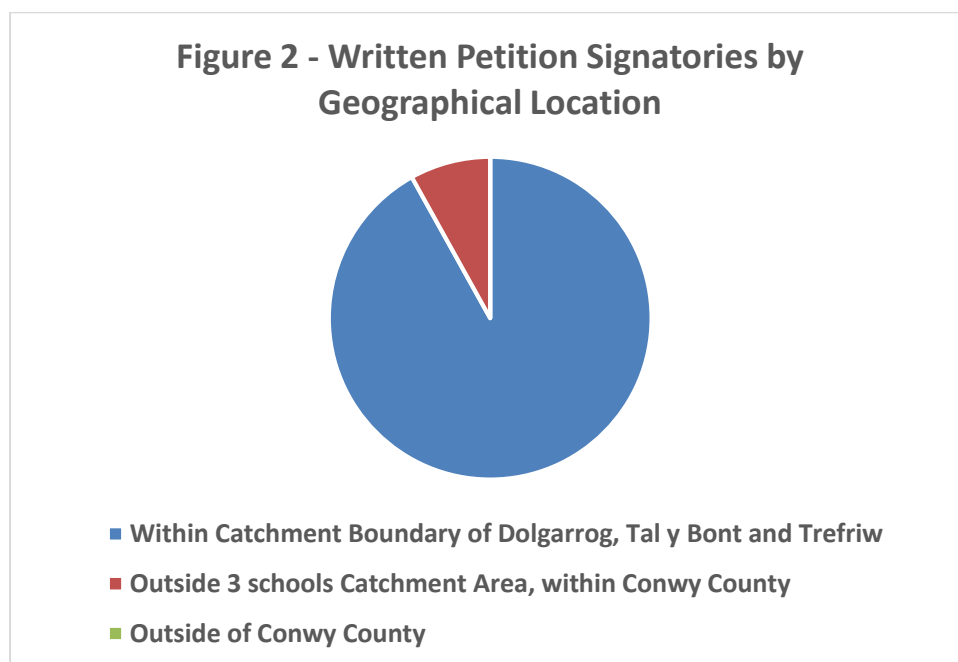 Figure 2 - Written Petition Signatories by
Geographical Location
Within Catchment Boundary of Dolgarrog, Tal y Bont and Trefriw
Outside 3 schools Catchment Area, within Conwy County
Outside of Conwy County